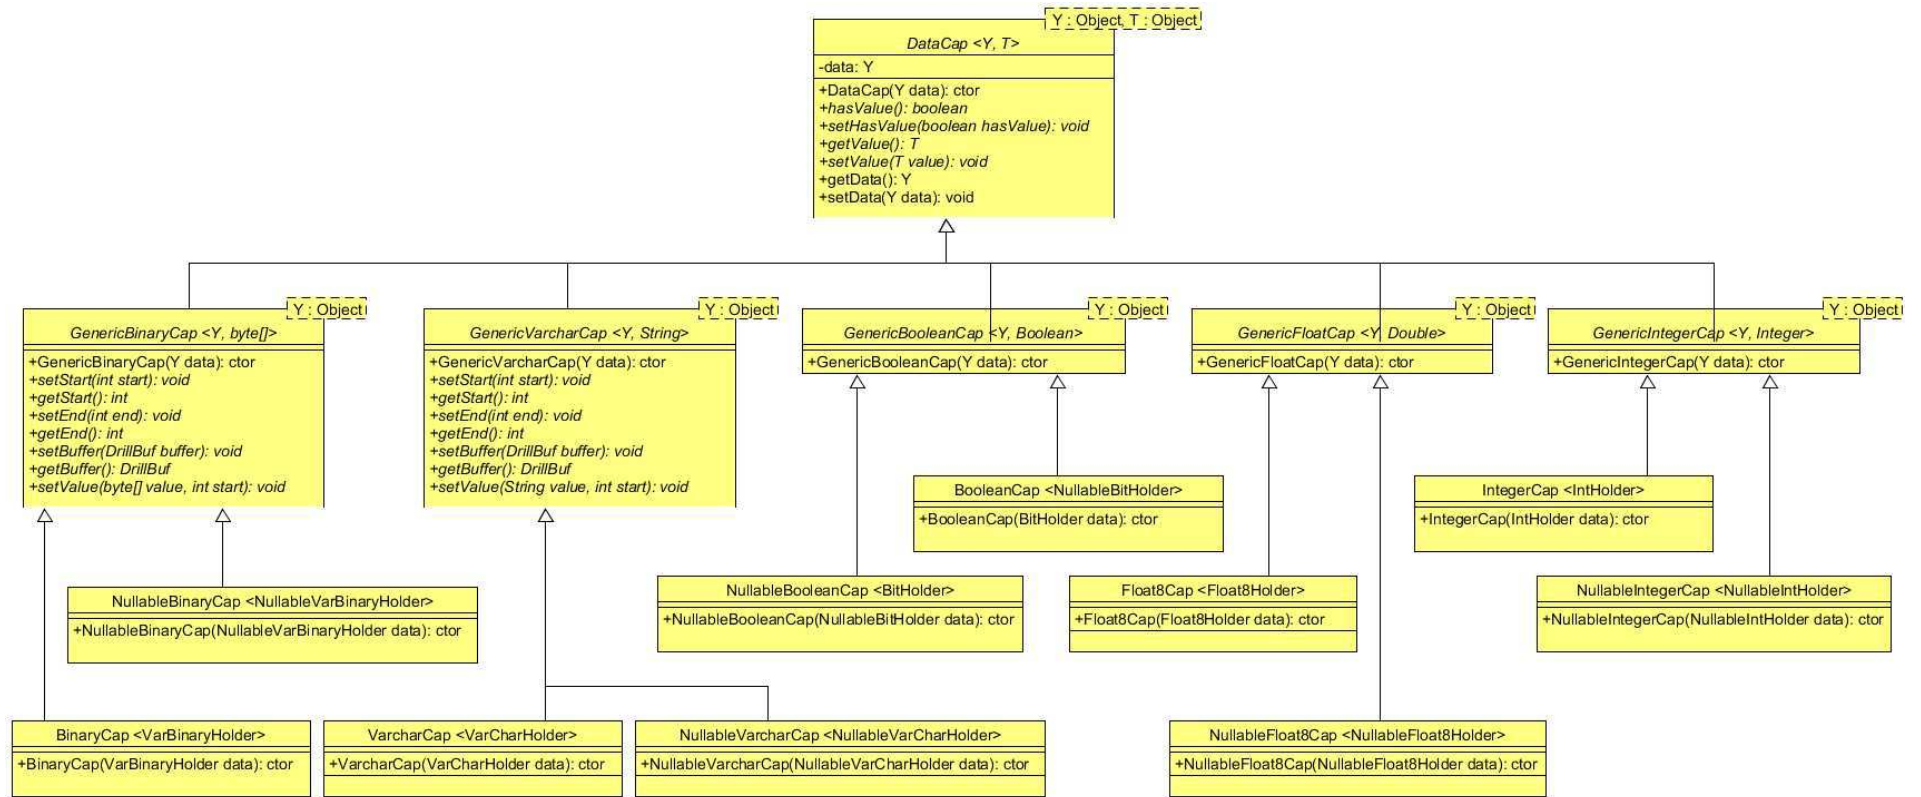 Y : Object, T : Object
DataCap <Y, T>
-data: Y
+DataCap(Y data): ctor
+hasValue(): boolean
+setHasValue(boolean hasValue): void
+getValue(): T
+setValue(T value): void
+getData(): Y
+setData(Y data): void
Y : Object
GenericBinaryCap <Y, byte[]>
+GenericBinaryCap(Y data): ctor
+setStart(int start): void
+getStart(): int
+setEnd(int end): void
+getEnd(): int
+setBuffer(DrillBuf buffer): void
+getBuffer(): DrillBuf
+setValue(byte[] value, int start): void
Y : Object
GenericVarcharCap <Y, String>
+GenericVarcharCap(Y data): ctor
+setStart(int start): void
+getStart(): int
+setEnd(int end): void
+getEnd(): int
+setBuffer(DrillBuf buffer): void
+getBuffer(): DrillBuf
+setValue(String value, int start): void
Y : Object
GenericBooleanCap <Y, Boolean>
+GenericBooleanCap(Y data): ctor
Y : Object
GenericFloatCap <Y, Double>
+GenericFloatCap(Y data): ctor
Y : Object
GenericIntegerCap <Y, Integer>
+GenericIntegerCap(Y data): ctor
BooleanCap <NullableBitHolder>
+BooleanCap(BitHolder data): ctor
IntegerCap <IntHolder>
+IntegerCap(IntHolder data): ctor
NullableBinaryCap <NullableVarBinaryHolder>
+NullableBinaryCap(NullableVarBinaryHolder data): ctor
NullableBooleanCap <BitHolder>
+NullableBooleanCap(NullableBitHolder data): ctor
Float8Cap <Float8Holder>
+Float8Cap(Float8Holder data): ctor
NullableIntegerCap <NullableIntHolder>
+NullableIntegerCap(NullableIntHolder data): ctor
BinaryCap <VarBinaryHolder>
+BinaryCap(VarBinaryHolder data): ctor
VarcharCap <VarCharHolder>
+VarcharCap(VarCharHolder data): ctor
NullableVarcharCap <NullableVarCharHolder>
+NullableVarcharCap(NullableVarCharHolder data): ctor
NullableFloat8Cap <NullableFloat8Holder>
+NullableFloat8Cap(NullableFloat8Holder data): ctor